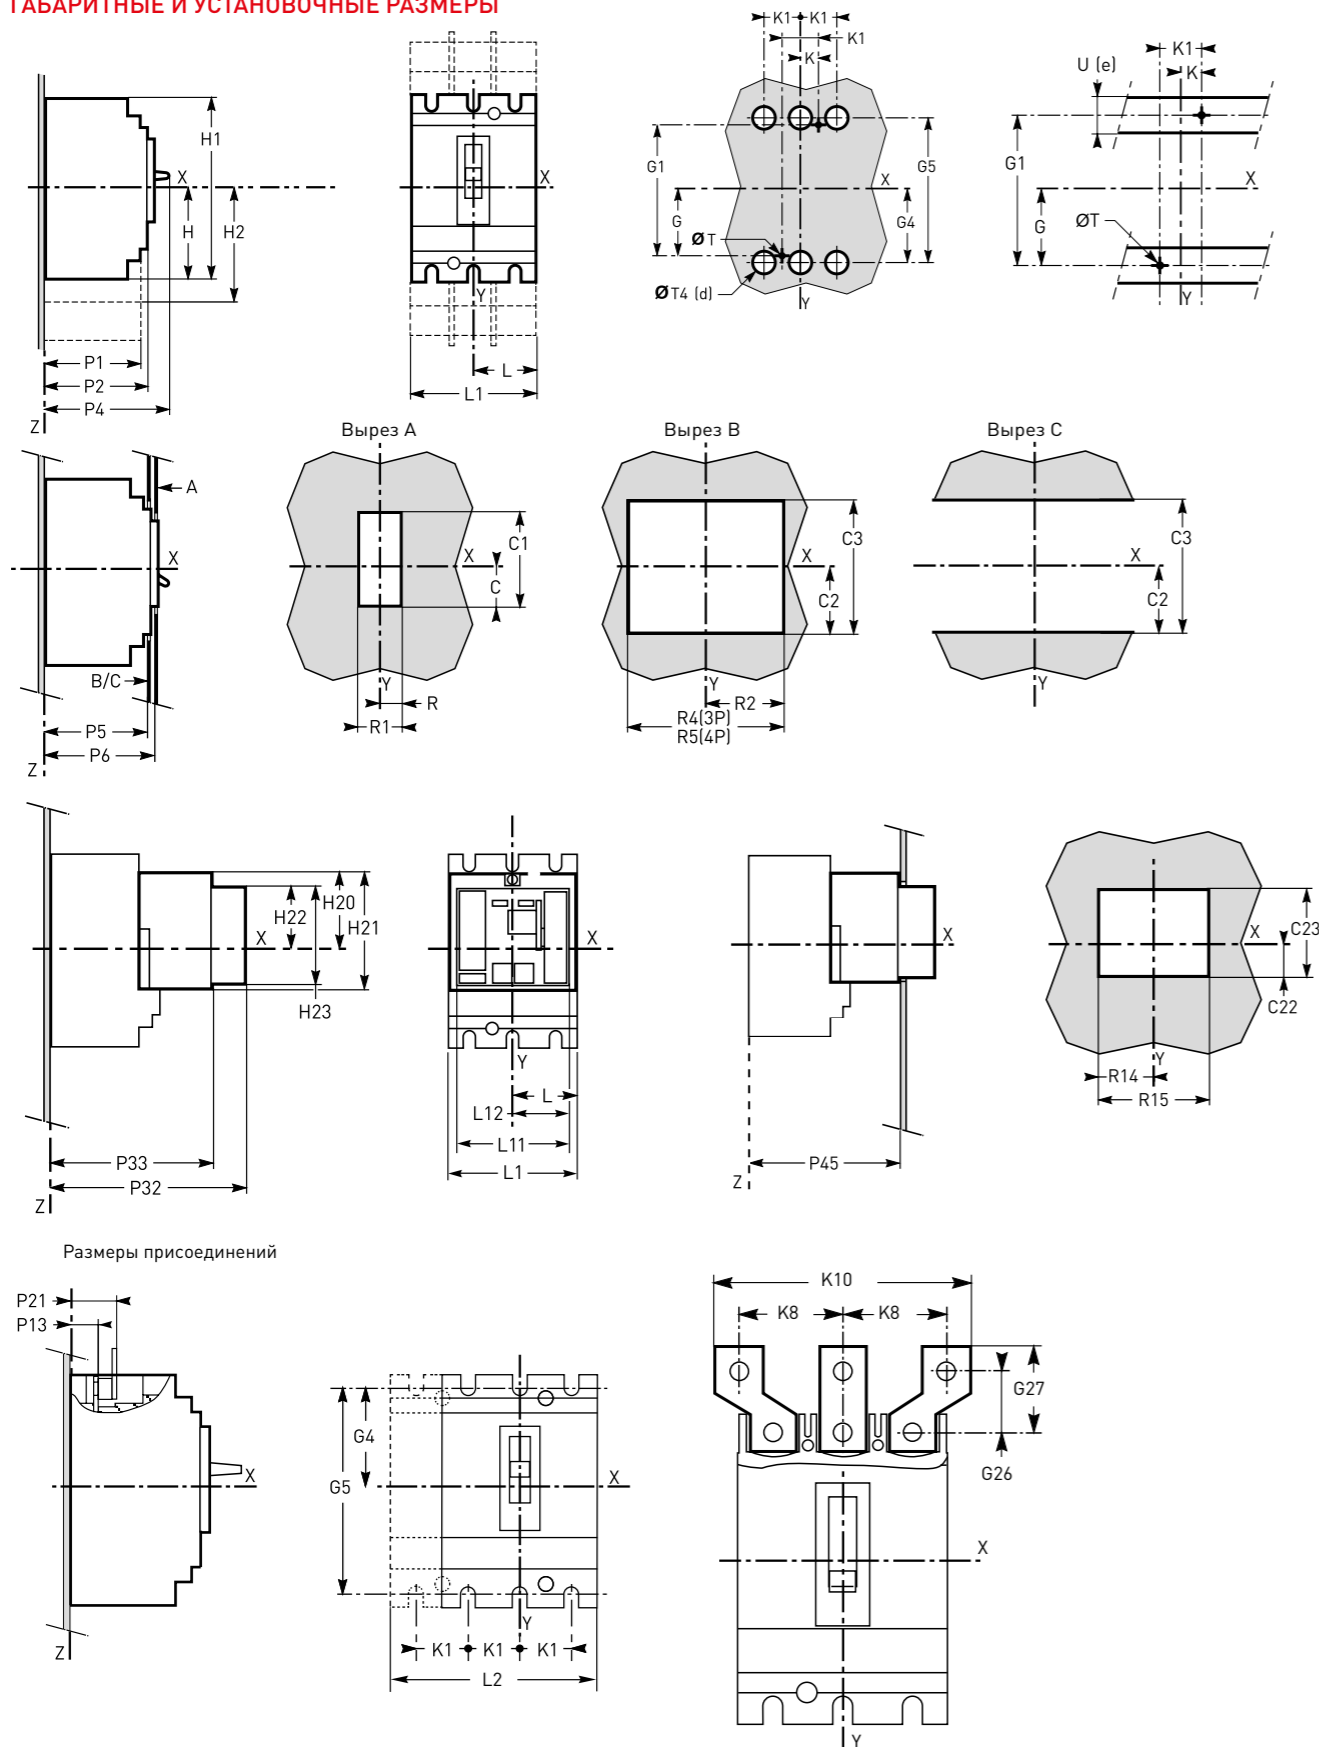 ГАБАРИТНЫЕ И УСТАНОВОЧНЫЕ РАЗМЕРЫ
H1
X
H
H2
P1
P2
P4
Z
X
Y
L
L1
K1 K1
K1
K
G1
G
G5
G4
X
ØT
ØT4 (d)
Y
K1
K
U (e)
G1
G
X
ØT
Y
A
X
B/C
P5
P6
Z
Вырез A
X
C1
C
Y
R
R1
Вырез B
X
C3
C2
Y
R2
R4(3P)
R5(4P)
Вырез C
X
C3
C2
Y
H20
H22
H21
X
H23
P33
P32
Z
X
Y
L
L12
L11
L1
X
P45
Z
X
C23
C22
Y
R14
R15
Размеры присоединений
P21
P13
X
Z
G4
G5
X
Y
K1 K1 K1
L2
K10
K8 K8
G27
G26
X
Y